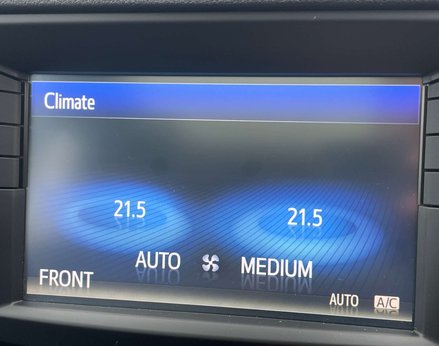 Climate
21.5 21.5
AUTO MEDIUM
FRONT
AUTO A/C